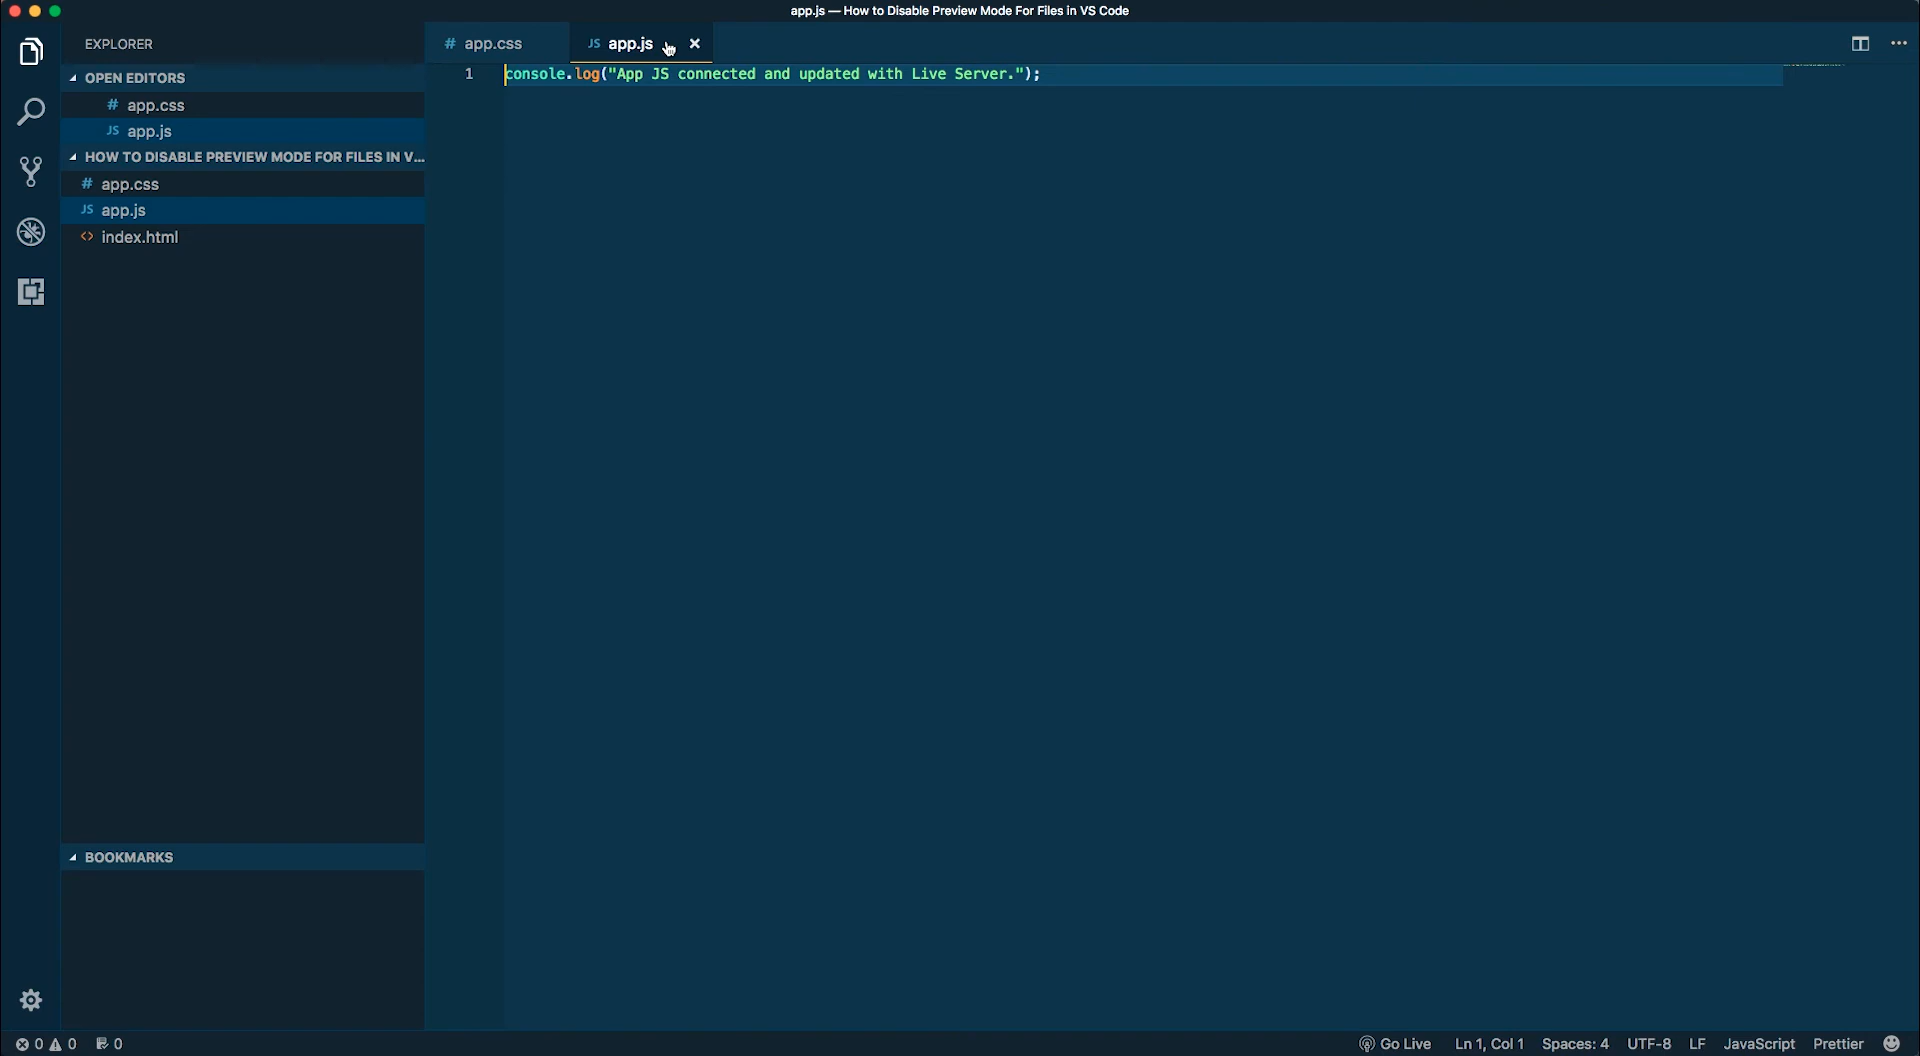 app.js — How to Disable Preview Mode For Files in VS Code
EXPLORER
# app.css
JS app.js
OPEN EDITORS
# app.css
JS app.js
HOW TO DISABLE PREVIEW MODE FOR FILES IN V...
# app.css
JS app.js
<> index.html
1 console.log("App JS connected and updated with Live Server.");
BOOKMARKS
0 0 0
Go Live Ln 1, Col 1 Spaces: 4 UTF-8 LF JavaScript Prettier